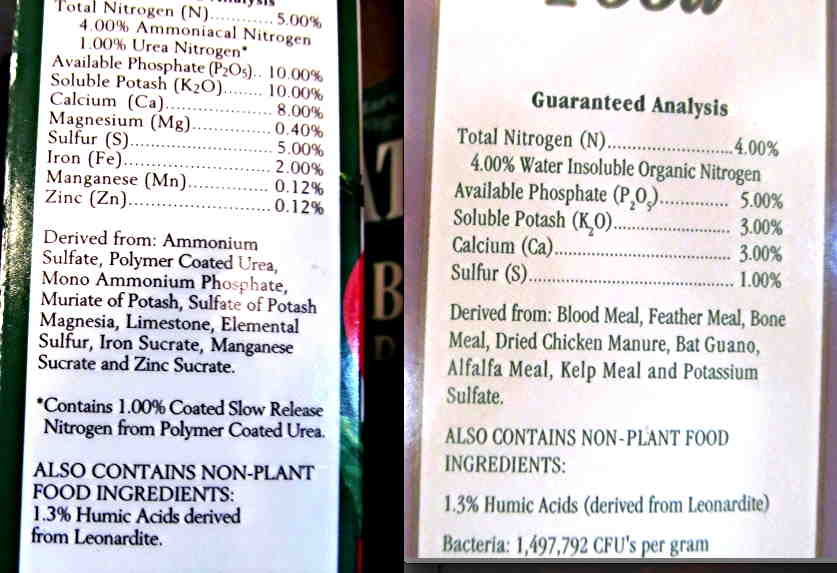 Analysis
Total Nitrogen (N)............5.00%
4.00% Ammoniacal Nitrogen
1.00% Urea Nitrogen*
Available Phosphate (P₂O₅).. 10.00%
Soluble Potash (K₂O)........ 10.00%
Calcium (Ca)..................... 8.00%
Magnesium (Mg)............... 0.40%
Sulfur (S)........................... 5.00%
Iron (Fe)............................ 2.00%
Manganese (Mn)................ 0.12%
Zinc (Zn)........................... 0.12%
Derived from: Ammonium
Sulfate, Polymer Coated Urea,
Mono Ammonium Phosphate,
Muriate of Potash, Sulfate of Potash
Magnesia, Limestone, Elemental
Sulfur, Iron Sucrate, Manganese
Sucrate and Zinc Sucrate.
*Contains 1.00% Coated Slow Release
Nitrogen from Polymer Coated Urea.
ALSO CONTAINS NON-PLANT
FOOD INGREDIENTS:
1.3% Humic Acids derived
from Leonardite.
Food
Guaranteed Analysis
Total Nitrogen (N)............................4.00%
4.00% Water Insoluble Organic Nitrogen
Available Phosphate (P₂O₅)............... 5.00%
Soluble Potash (K₂O).......................... 3.00%
Calcium (Ca)........................................ 3.00%
Sulfur (S)............................................. 1.00%
Derived from: Blood Meal, Feather Meal, Bone
Meal, Dried Chicken Manure, Bat Guano,
Alfalfa Meal, Kelp Meal and Potassium
Sulfate.
ALSO CONTAINS NON-PLANT FOOD
INGREDIENTS:
1.3% Humic Acids (derived from Leonardite)
Bacteria: 1,497,792 CFU's per gram